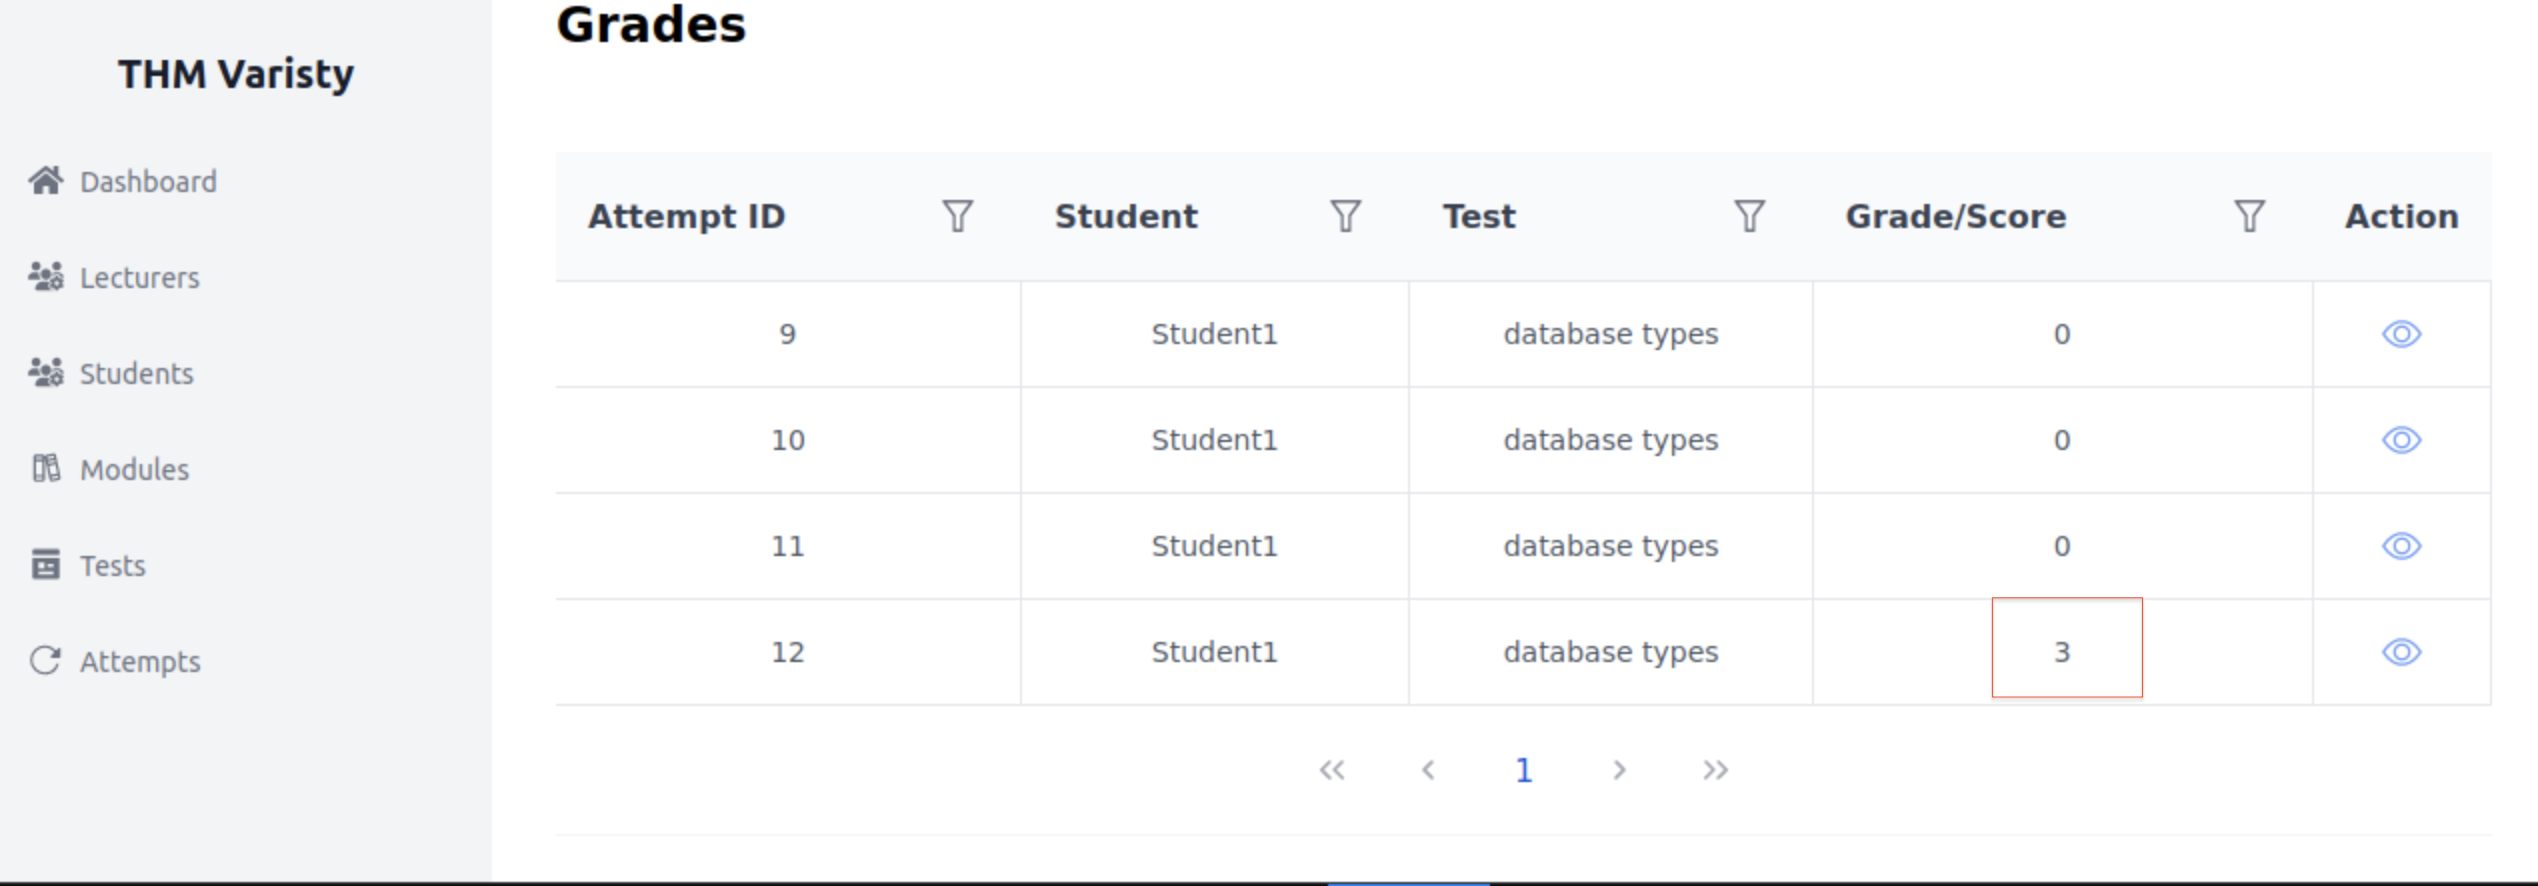 Grades
THM Varisty
Dashboard
Lecturers
Students
Modules
Tests
Attempts
Attempt ID Student Test Grade/Score Action
9 Student1 database types 0
10 Student1 database types 0
11 Student1 database types 0
12 Student1 database types 3
« ‹ 1 › »